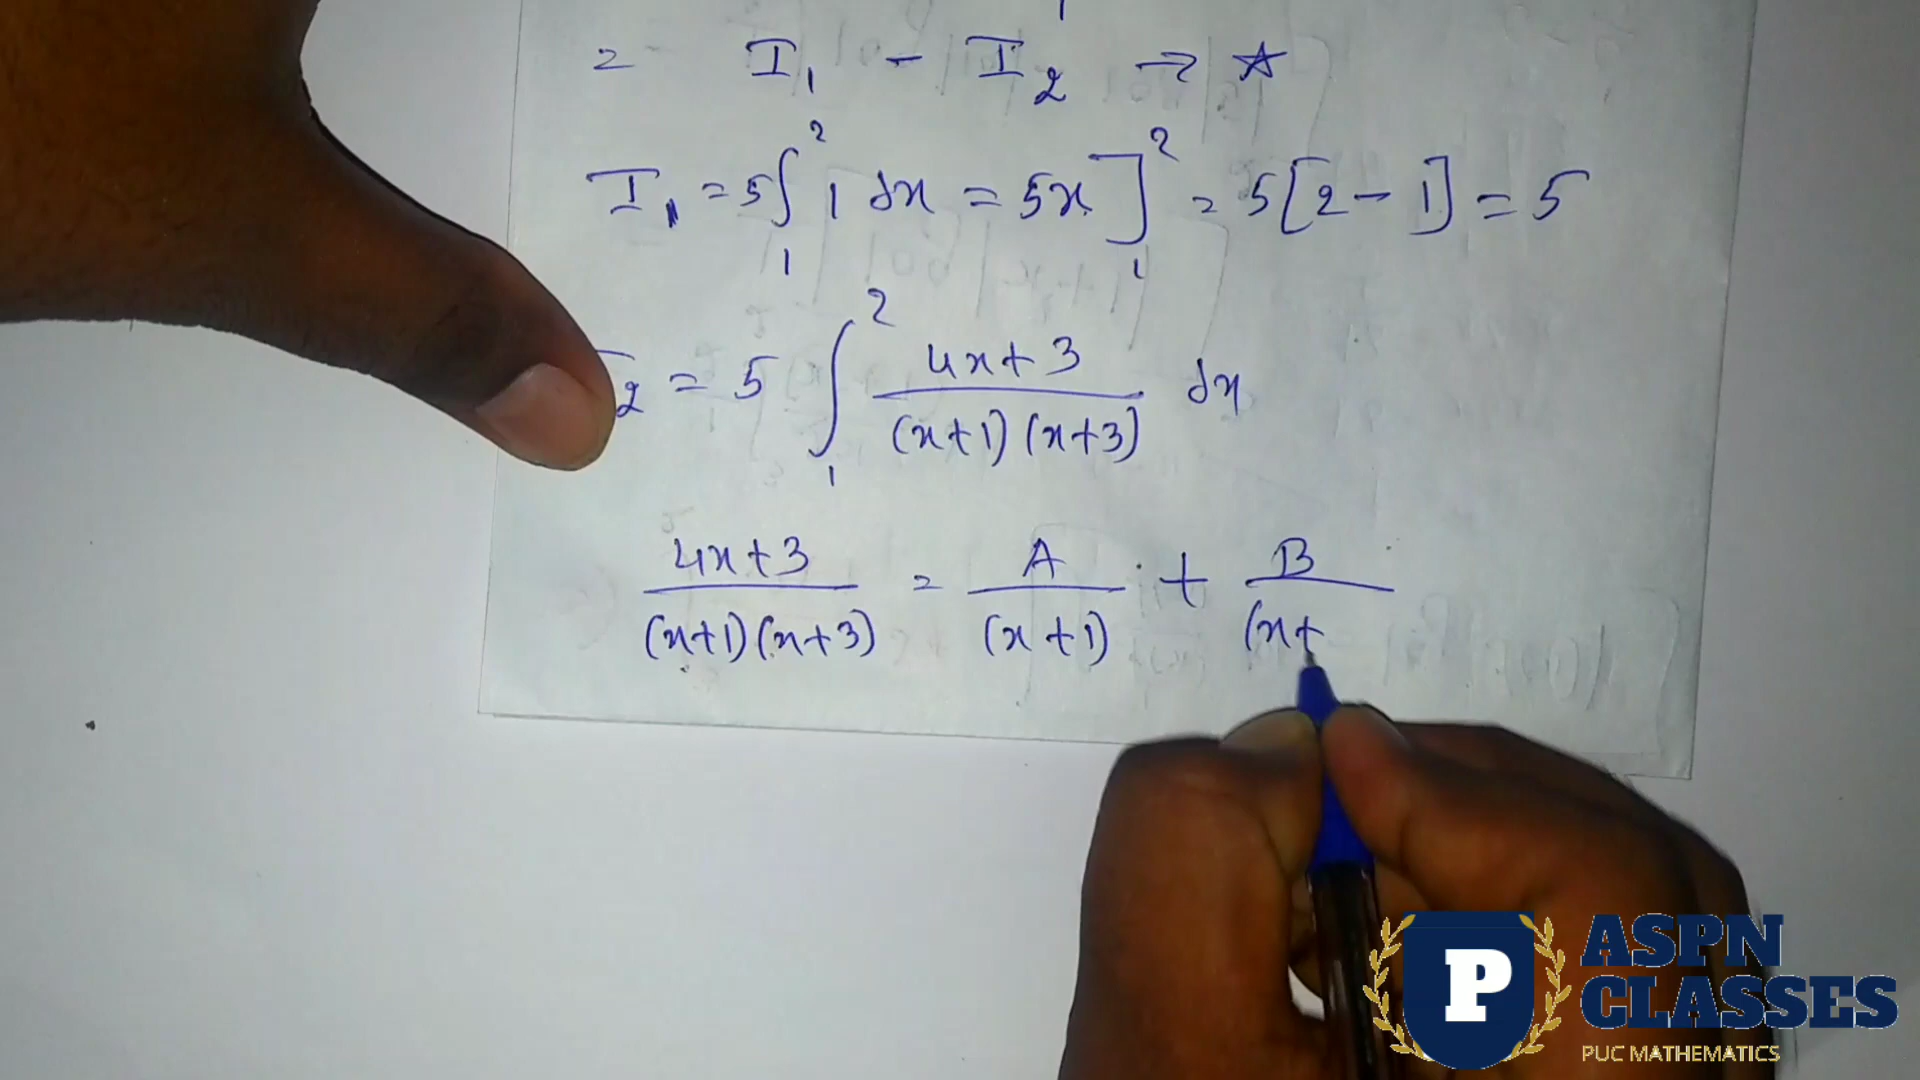 = I₁ - I₂ → ☆
I₁ = 5∫₁² 1 dx = 5x]₁² = 5[2-1] = 5
₂ = 5 ∫₁² (4x+3)/((x+1)(x+3)) dx
(4x+3)/((x+1)(x+3)) = A/(x+1) + B/(x+
P
ASPN
CLASSES
PUC MATHEMATICS